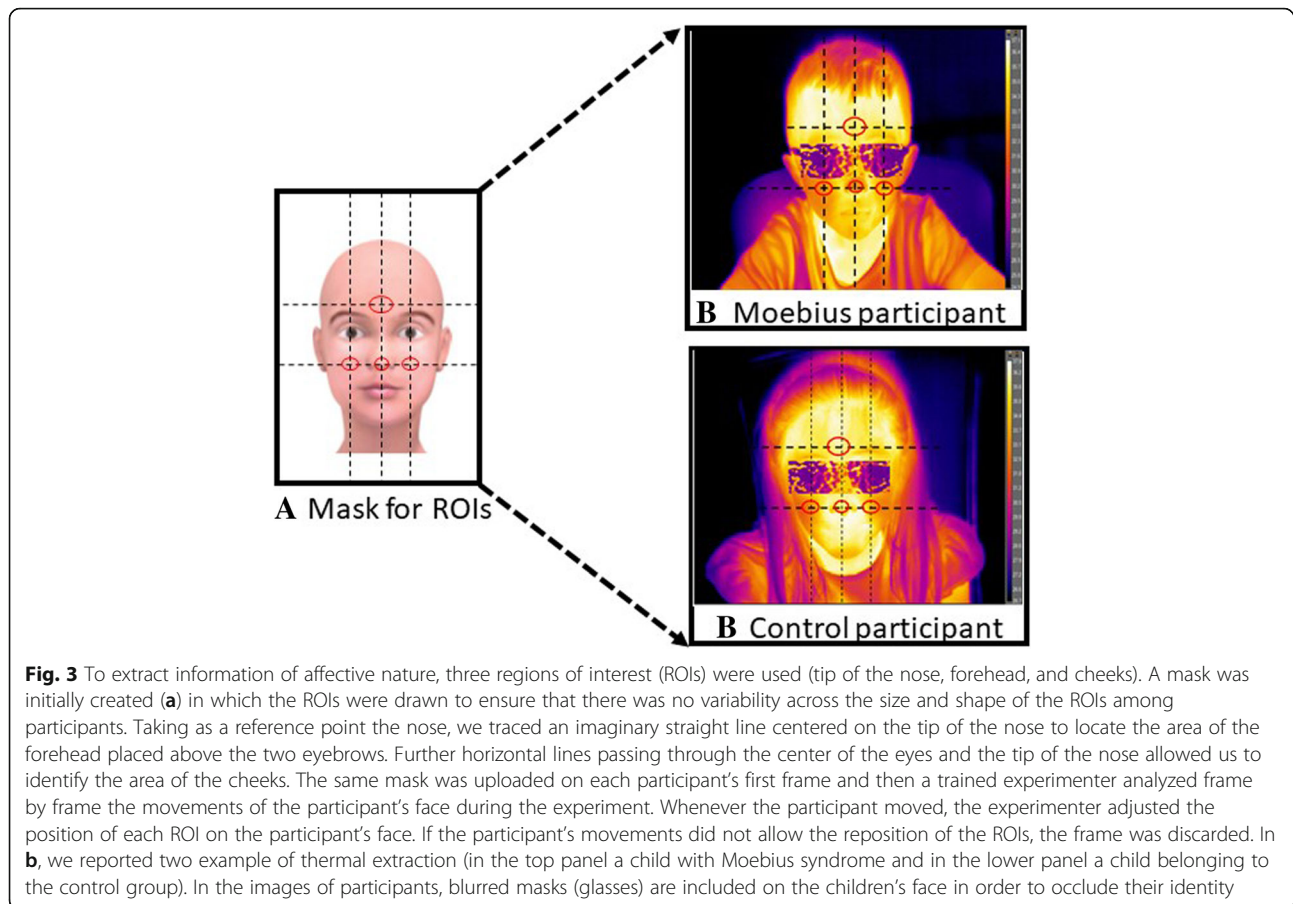 B Moebius participant
A Mask for ROIs
B Control participant
Fig. 3 To extract information of affective nature, three regions of interest (ROIs) were used (tip of the nose, forehead, and cheeks). A mask was
initially created (a) in which the ROIs were drawn to ensure that there was no variability across the size and shape of the ROIs among
participants. Taking as a reference point the nose, we traced an imaginary straight line centered on the tip of the nose to locate the area of the
forehead placed above the two eyebrows. Further horizontal lines passing through the center of the eyes and the tip of the nose allowed us to
identify the area of the cheeks. The same mask was uploaded on each participant's first frame and then a trained experimenter analyzed frame
by frame the movements of the participant's face during the experiment. Whenever the participant moved, the experimenter adjusted the
position of each ROI on the participant's face. If the participant's movements did not allow the reposition of the ROIs, the frame was discarded. In
b, we reported two example of thermal extraction (in the top panel a child with Moebius syndrome and in the lower panel a child belonging to
the control group). In the images of participants, blurred masks (glasses) are included on the children's face in order to occlude their identity